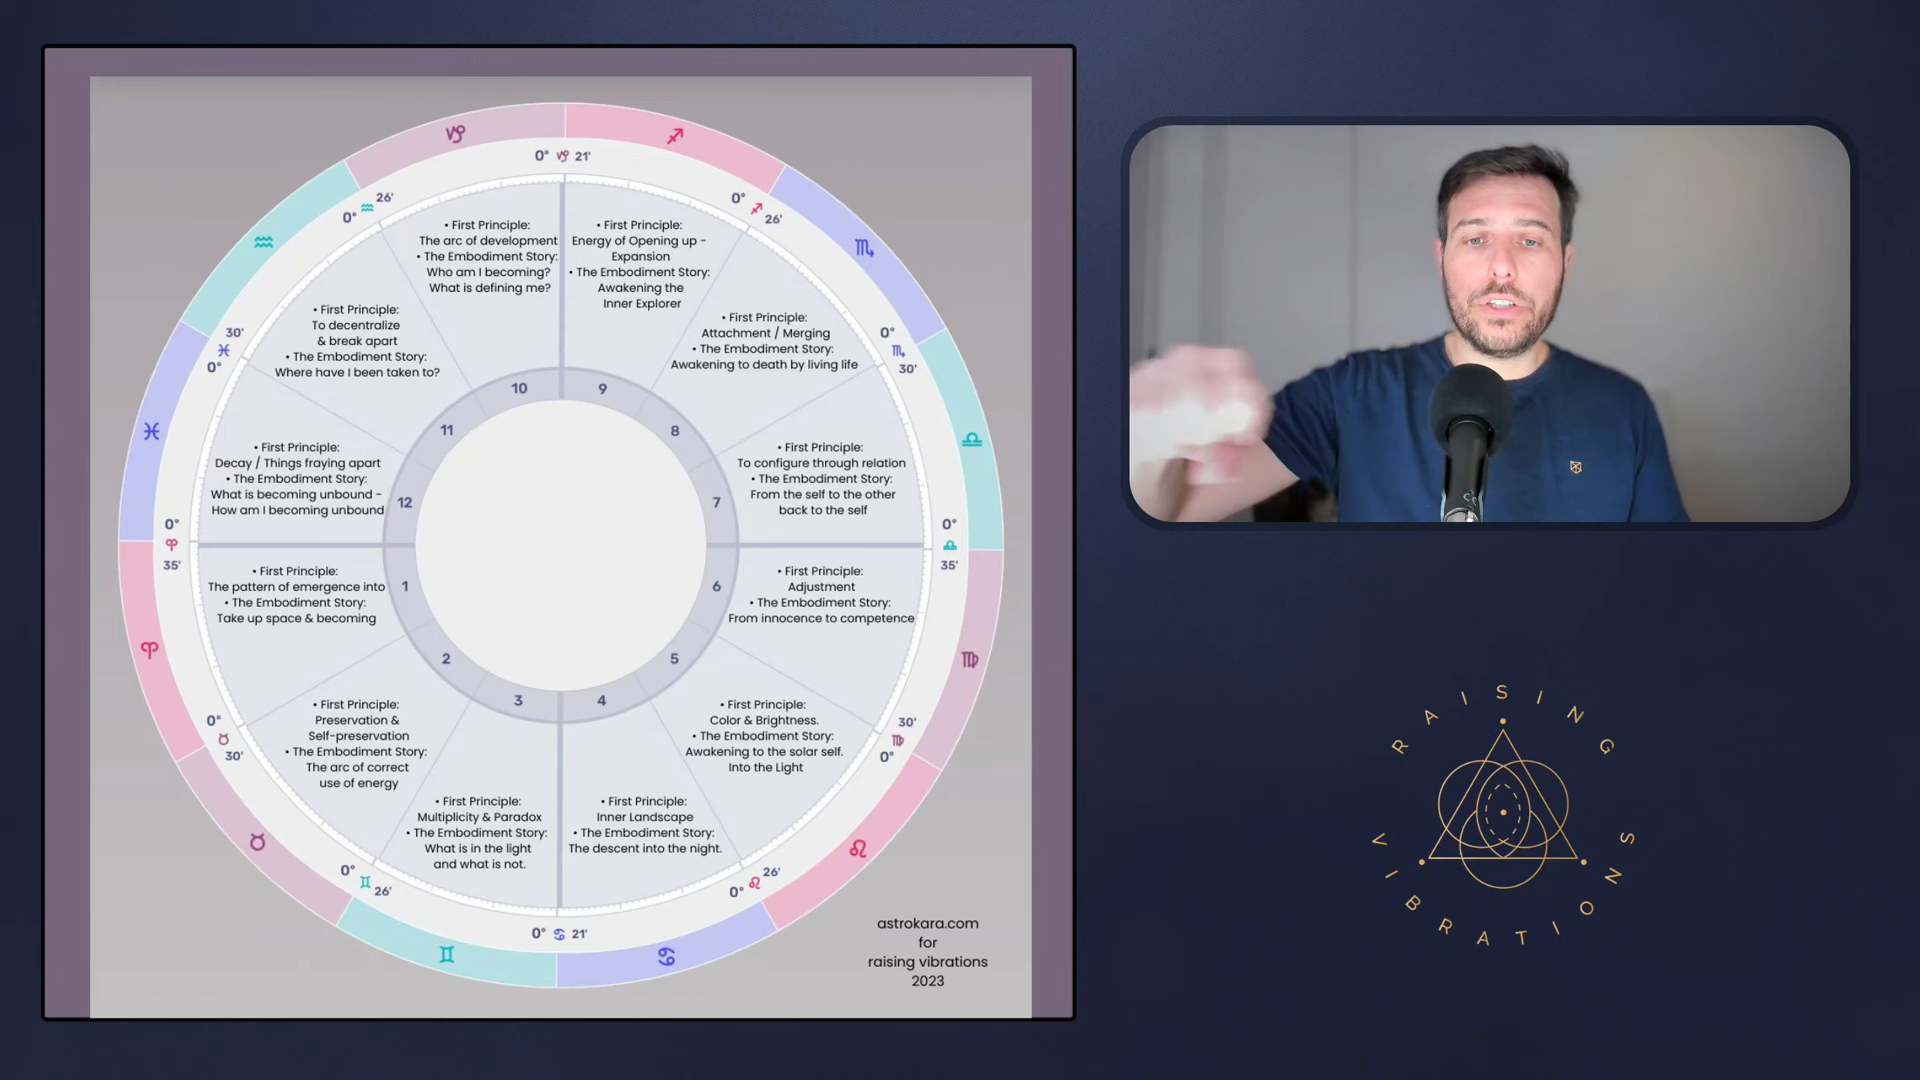 ♑ ♐
0° ♑ 21'
• First Principle:
The arc of development
• The Embodiment Story:
Who am I becoming?
What is defining me?
10
0° ♐ 26'
• First Principle:
Energy of Opening up -
Expansion
• The Embodiment Story:
Awakening the
Inner Explorer
9
♏
• First Principle:
Attachment / Merging
• The Embodiment Story:
Awakening to death by living life
8
0° ♏ 30'
♎
• First Principle:
To configure through relation
• The Embodiment Story:
From the self to the other
back to the self
7
0° ♎ 35'
• First Principle:
Adjustment
• The Embodiment Story:
From innocence to competence
6
♍
30' ♍ 0°
• First Principle:
Color & Brightness.
• The Embodiment Story:
Awakening to the solar self.
Into the Light
5
♌
0° ♌ 26'
• First Principle:
Inner Landscape
• The Embodiment Story:
The descent into the night.
4
♋
0° ♋ 21'
• First Principle:
Multiplicity & Paradox
• The Embodiment Story:
What is in the light
and what is not.
3
♊
0° ♊ 26'
• First Principle:
Preservation &
Self-preservation
• The Embodiment Story:
The arc of correct
use of energy
2
♉
0° ♉ 30'
• First Principle:
The pattern of emergence into
• The Embodiment Story:
Take up space & becoming
1
♈
0° ♈ 35'
• First Principle:
Decay / Things fraying apart
• The Embodiment Story:
What is becoming unbound -
How am I becoming unbound
12
♓
30' ♓ 0°
• First Principle:
To decentralize
& break apart
• The Embodiment Story:
Where have I been taken to?
11
♒
0° ♒ 26'
astrokara.com
for
raising vibrations
2023
RAISING
VIBRATIONS